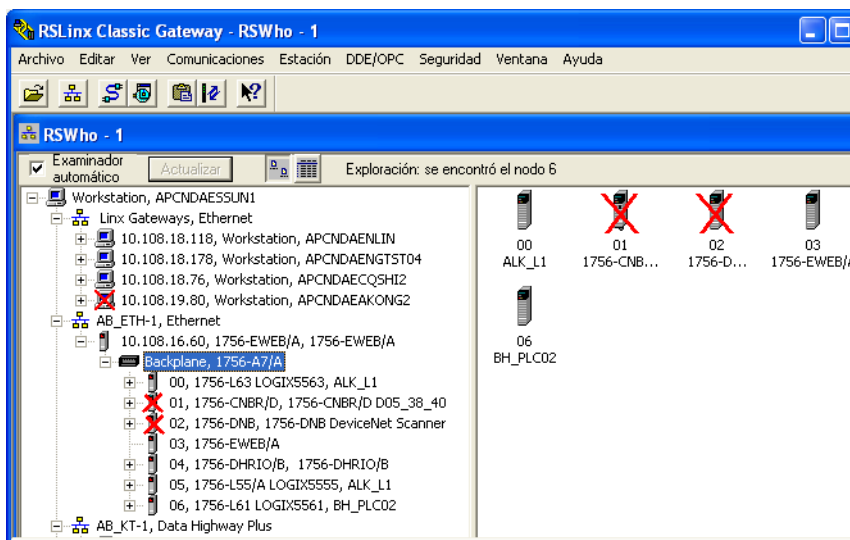 RSLinx Classic Gateway - RSWho - 1
Archivo Editar Ver Comunicaciones Estación DDE/OPC Seguridad Ventana Ayuda
RSWho - 1
Examinador
automático
Actualizar
Exploración: se encontró el nodo 6
Workstation, APCNDAESSUN1
Linx Gateways, Ethernet
10.108.18.118, Workstation, APCNDAENLIN
10.108.18.178, Workstation, APCNDAENGTST04
10.108.18.76, Workstation, APCNDAECQSHI2
10.108.19.80, Workstation, APCNDAEAKONG2
AB_ETH-1, Ethernet
10.108.16.60, 1756-EWEB/A, 1756-EWEB/A
Backplane, 1756-A7/A
00, 1756-L63 LOGIX5563, ALK_L1
01, 1756-CNBR/D, 1756-CNBR/D D05_38_40
02, 1756-DNB, 1756-DNB DeviceNet Scanner
03, 1756-EWEB/A
04, 1756-DHRIO/B, 1756-DHRIO/B
05, 1756-L55/A LOGIX5555, ALK_L1
06, 1756-L61 LOGIX5561, BH_PLC02
AB_KT-1, Data Highway Plus
00 01 02 03
ALK_L1 1756-CNB... 1756-D... 1756-EWEB/A
06
BH_PLC02